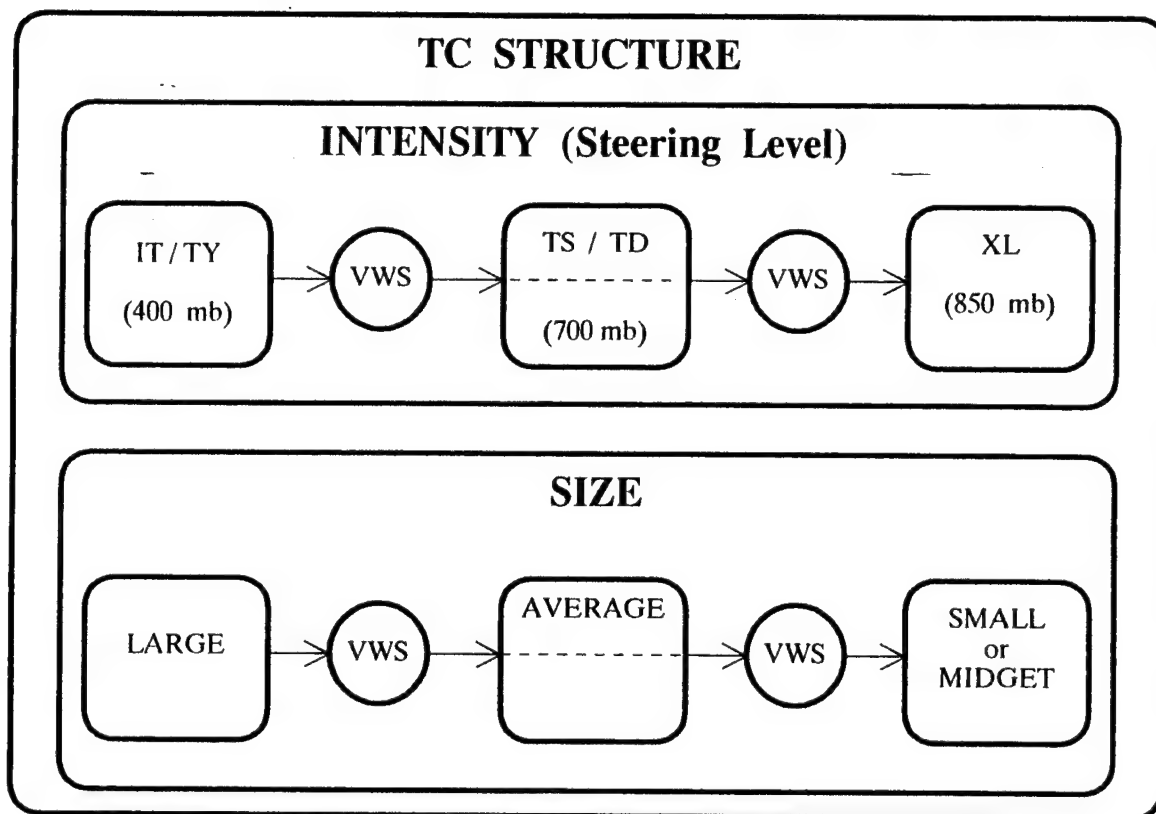 TC STRUCTURE
INTENSITY (Steering Level)
IT / TY
(400 mb)
VWS
TS / TD
(700 mb)
VWS
XL
(850 mb)
SIZE
LARGE
VWS
AVERAGE
VWS
SMALL
or
MIDGET